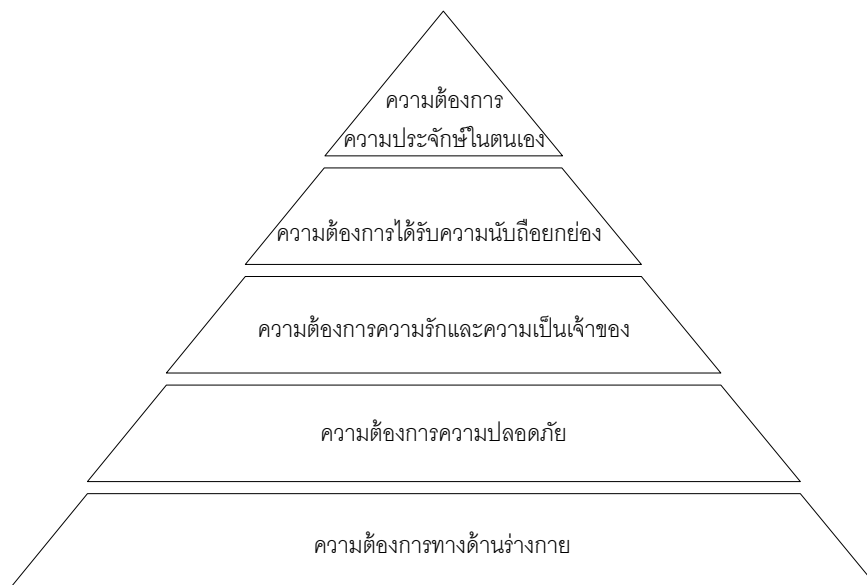 ความต้องการ
ความประจักษ์ในตนเอง
ความต้องการได้รับความนับถือยกย่อง
ความต้องการความรักและความเป็นเจ้าของ
ความต้องการความปลอดภัย
ความต้องการทางด้านร่างกาย